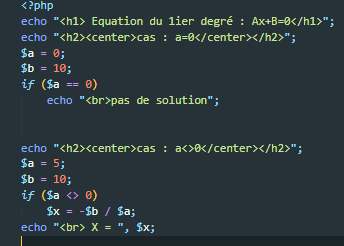 <?php
echo "<h1> Equation du 1ier degré : Ax+B=0</h1>";
echo "<h2><center>cas : a=0</center></h2>";
$a = 0;
$b = 10;
if ($a == 0)
    echo "<br>pas de solution";
echo "<h2><center>cas : a<>0</center></h2>";
$a = 5;
$b = 10;
if ($a <> 0)
    $x = -$b / $a;
echo "<br> X = ", $x;